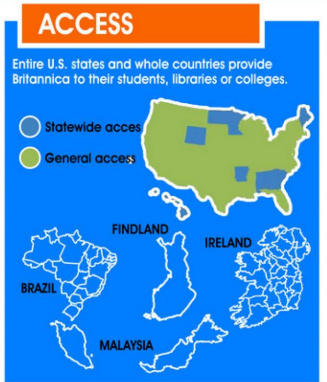 ACCESS
Entire U.S. states and whole countries provide
Britannica to their students, libraries or colleges.
Statewide acces
General access
FINDLAND
IRELAND
BRAZIL
MALAYSIA